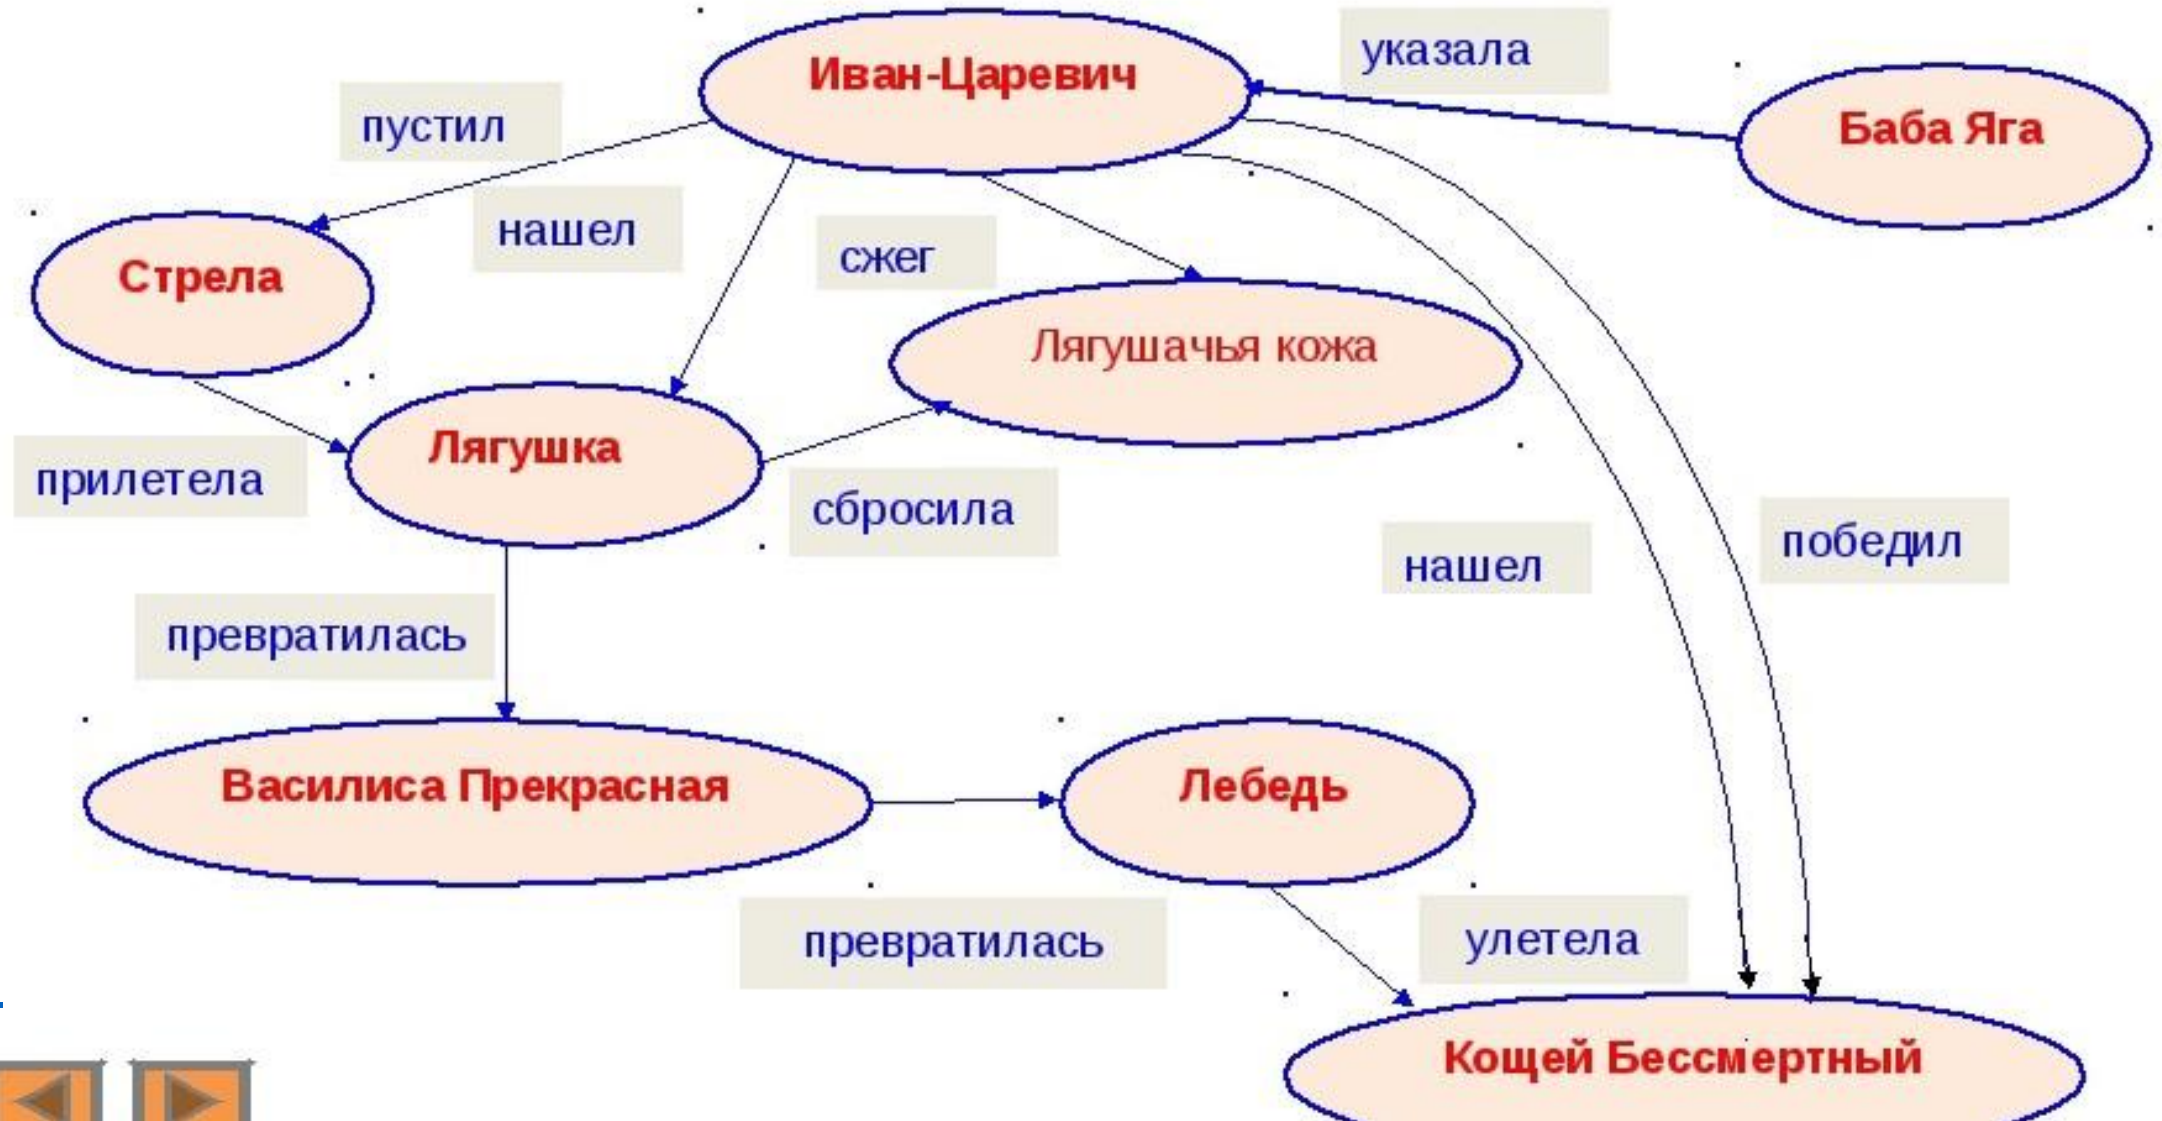 Иван-Царевич
указала
Баба Яга
пустил
нашел
сжег
Стрела
Лягушачья кожа
Лягушка
прилетела
сбросила
нашел
победил
превратилась
Василиса Прекрасная
Лебедь
превратилась
улетела
Кощей Бессмертный